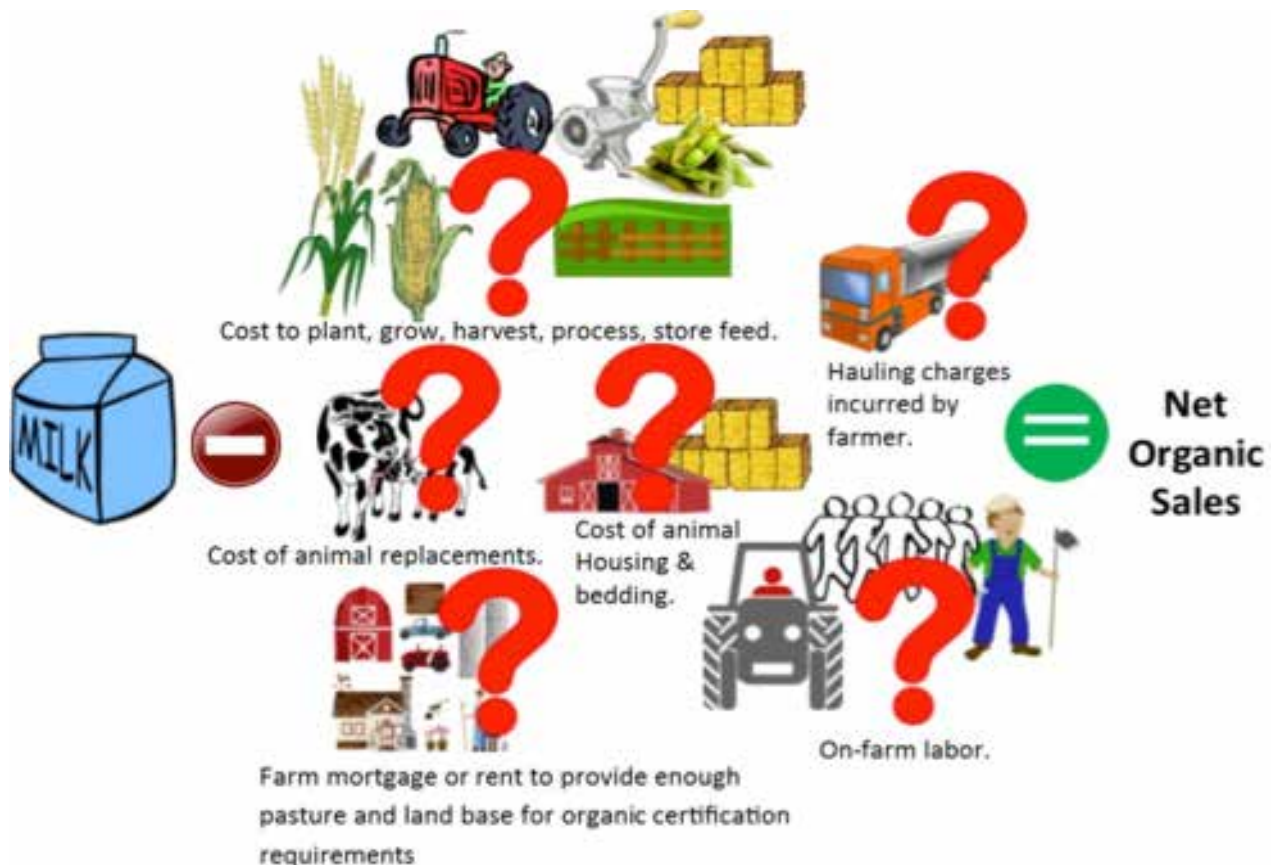 Cost to plant, grow, harvest, process, store feed.
Hauling charges
incurred by
farmer.
MILK
Net
Organic
Sales
Cost of animal replacements.
Cost of animal
Housing &
bedding.
On-farm labor.
Farm mortgage or rent to provide enough
pasture and land base for organic certification
requirements